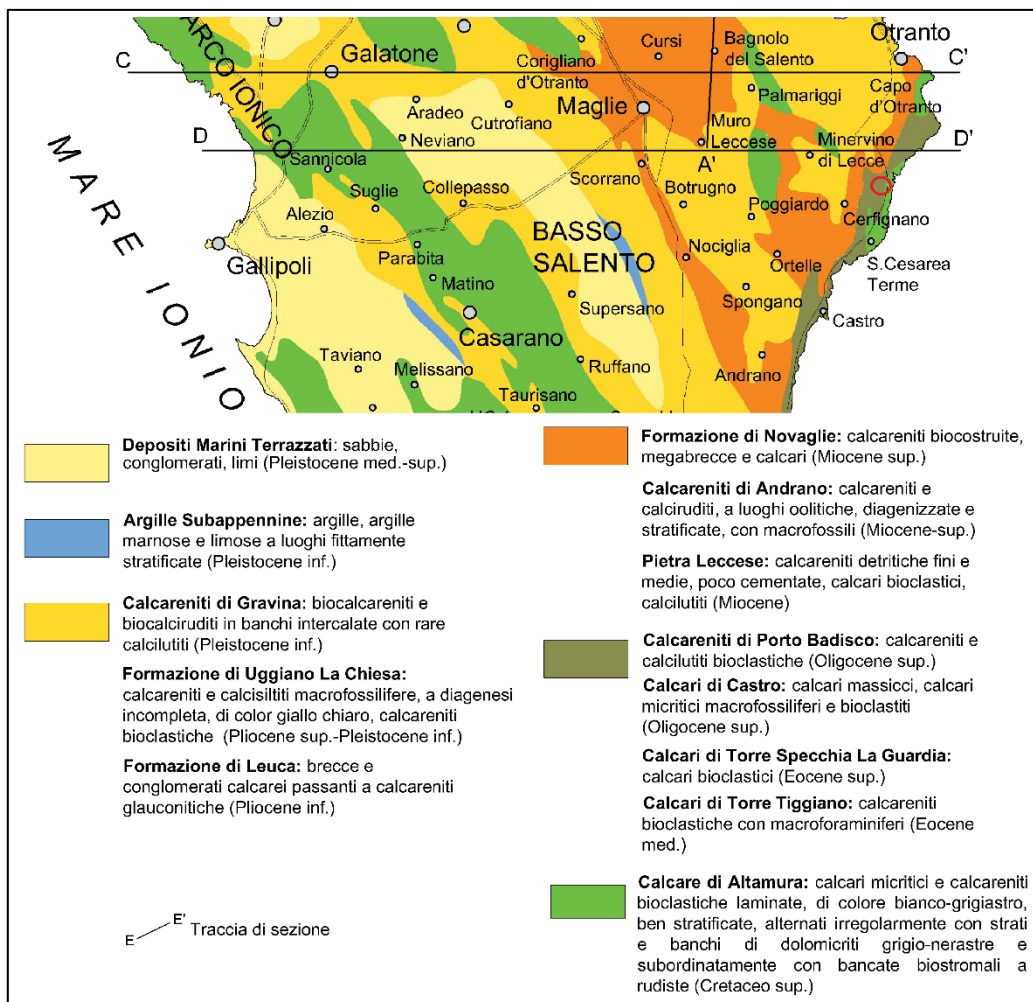 Otranto
ARCO IONICO
Galatone
Cursi
Bagnolo
del Salento
C
C'
Corigliano
d'Otranto
Capo
d'Otranto
Aradeo
Maglie
Palmariggi
Cutrofiano
Muro
Leccese
Neviano
Minervino
di Lecce
D
D'
A'
MARE IONIO
Sannicola
Scorrano
Suglie
Collepasso
Botrugno
Alezio
Poggiardo
Cerfignano
BASSO
SALENTO
Gallipoli
Parabita
Nociglia
Ortelle
S.Cesarea
Terme
Matino
Supersano
Spongano
Castro
Casarano
Taviano
Ruffano
Andrano
Melissano
Taurisano
Depositi Marini Terrazzati: sabbie,
conglomerati, limi (Pleistocene med.-sup.)
Argille Subappennine: argille, argille
marnose e limose a luoghi fittamente
stratificate (Pleistocene inf.)
Calcareniti di Gravina: biocalcareniti e
biocalciruditi in banchi intercalate con rare
calcilutiti (Pleistocene inf.)
Formazione di Uggiano La Chiesa:
calcareniti e calcisiltiti macrofossilifere, a diagenesi
incompleta, di color giallo chiaro, calcareniti
bioclastiche (Pliocene sup.-Pleistocene inf.)
Formazione di Leuca: brecce e
conglomerati calcarei passanti a calcareniti
glauconitiche (Pliocene inf.)
E E' Traccia di sezione
Formazione di Novaglie: calcareniti biocostruite,
megabrecce e calcari (Miocene sup.)
Calcareniti di Andrano: calcareniti e
calciruditi, a luoghi oolitiche, diagenizzate e
stratificate, con macrofossili (Miocene-sup.)
Pietra Leccese: calcareniti detritiche fini e
medie, poco cementate, calcari bioclastici,
calcilutiti (Miocene)
Calcareniti di Porto Badisco: calcareniti e
calcilutiti bioclastiche (Oligocene sup.)
Calcari di Castro: calcari massicci, calcari
micritici macrofossiliferi e bioclastiti
(Oligocene sup.)
Calcari di Torre Specchia La Guardia:
calcari bioclastici (Eocene sup.)
Calcari di Torre Tiggiano: calcareniti
bioclastiche con macroforaminiferi (Eocene
med.)
Calcare di Altamura: calcari micritici e calcareniti
bioclastiche laminate, di colore bianco-grigiastro,
ben stratificate, alternati irregolarmente con strati
e banchi di dolomicriti grigio-nerastre e
subordinatamente con bancate biostromali a
rudiste (Cretaceo sup.)